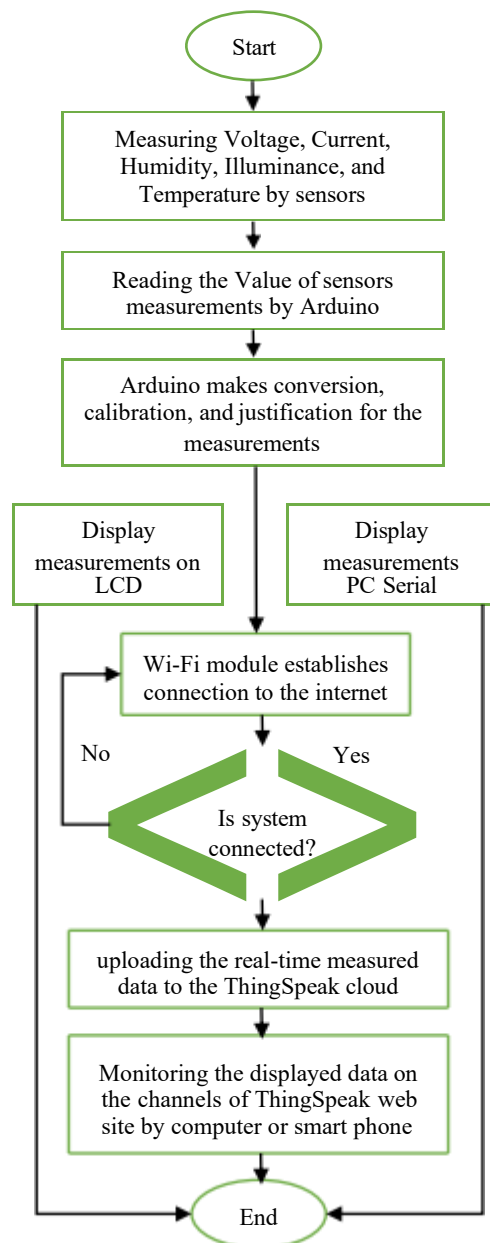 Start
Measuring Voltage, Current,
Humidity, Illuminance, and
Temperature by sensors
Reading the Value of sensors
measurements by Arduino
Arduino makes conversion,
calibration, and justification for the
measurements
Display
measurements on
LCD
Display
measurements
PC Serial
Wi-Fi module establishes
connection to the internet
No
Yes
Is system
connected?
uploading the real-time measured
data to the ThingSpeak cloud
Monitoring the displayed data on
the channels of ThingSpeak web
site by computer or smart phone
End